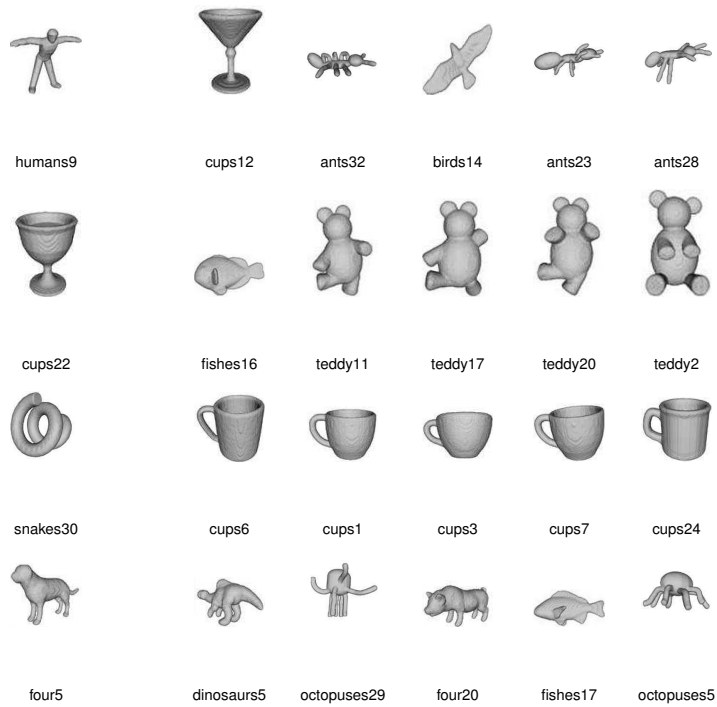 humans9 cups12 ants32 birds14 ants23 ants28
cups22 fishes16 teddy11 teddy17 teddy20 teddy2
snakes30 cups6 cups1 cups3 cups7 cups24
four5 dinosaurs5 octopuses29 four20 fishes17 octopuses5